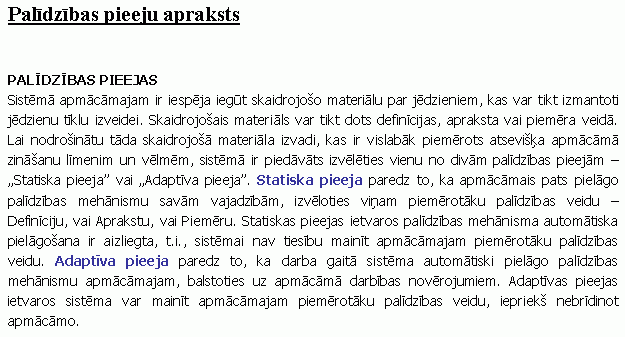 Palīdzības pieeju apraksts
PALĪDZĪBAS PIEEJAS
Sistēmā apmācāmajam ir iespēja iegūt skaidrojošo materiālu par jēdzieniem, kas var tikt izmantoti
jēdzienu tīklu izveidei. Skaidrojošais materiāls var tikt dots definīcijas, apraksta vai piemēra veidā.
Lai nodrošinātu tāda skaidrojošā materiāla izvadi, kas ir vislabāk piemērots atsevišķa apmācāmā
zināšanu līmenim un vēlmēm, sistēmā ir piedāvāts izvēlēties vienu no divām palīdzības pieejām –
„Statiska pieeja” vai „Adaptīva pieeja”. Statiska pieeja paredz to, ka apmācāmais pats pielāgo
palīdzības mehānismu savām vajadzībām, izvēloties viņam piemērotāku palīdzības veidu –
Definīciju, vai Aprakstu, vai Piemēru. Statiskas pieejas ietvaros palīdzības mehānisma automātiska
pielāgošana ir aizliegta, t.i., sistēmai nav tiesību mainīt apmācāmajam piemērotāku palīdzības
veidu. Adaptīva pieeja paredz to, ka darba gaitā sistēma automātiski pielāgo palīdzības
mehānismu apmācāmajam, balstoties uz apmācāmā darbības novērojumiem. Adaptīvas pieejas
ietvaros sistēma var mainīt apmācāmajam piemērotāku palīdzības veidu, iepriekš nebrīdinot
apmācāmo.